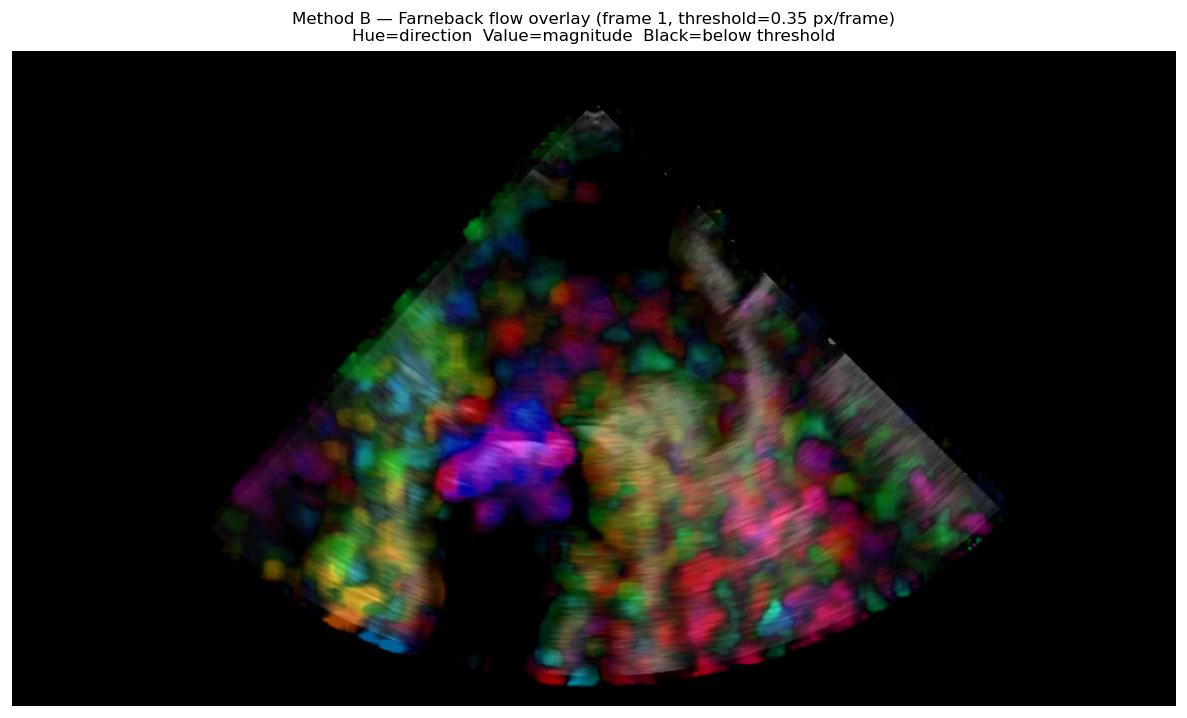 Method B — Farneback flow overlay (frame 1, threshold=0.35 px/frame)
Hue=direction  Value=magnitude  Black=below threshold